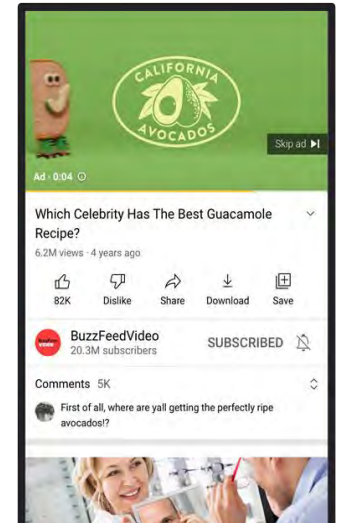 CALIFORNIA
AVOCADOS
Skip ad
Ad · 0:04
Which Celebrity Has The Best Guacamole
Recipe?
6.2M views · 4 years ago
82K Dislike Share Download Save
BuzzFeedVideo
20.3M subscribers
SUBSCRIBED
Comments 5K
First of all, where are yall getting the perfectly ripe
avocados!?